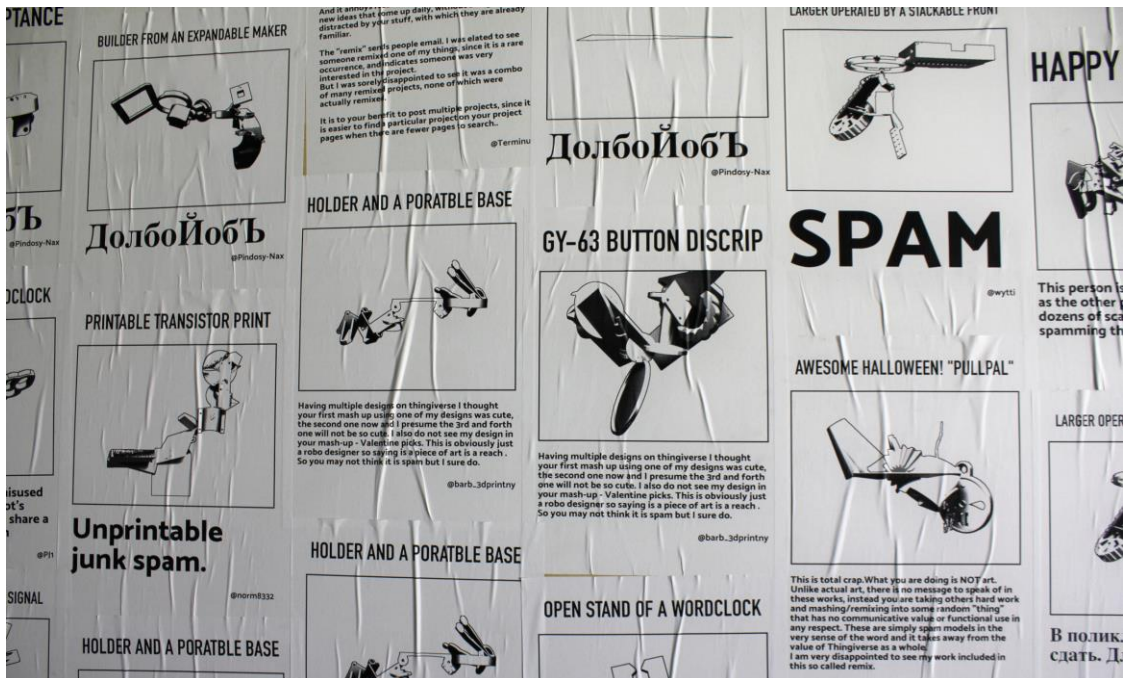 PTANCE
ЙобЪ
@Pindosy-Nax
DCLOCK
nisused
ot's
share a
@P11
SIGNAL
BUILDER FROM AN EXPANDABLE MAKER
ДолбоЙобЪ
@Pindosy-Nax
PRINTABLE TRANSISTOR PRINT
Unprintable
junk spam.
@norm8332
HOLDER AND A PORATBLE BASE
new ideas that come up daily, without
distracted by your stuff, with which they are already
familiar.
The "remix" sends people email. I was elated to see
someone remixed one of my things, since it is a rare
occurrence, and indicates someone was very
interested in the project.
But I was sorely disappointed to see it was a combo
of many remixed projects, none of which were
actually remixed.
It is to your benefit to post multiple projects, since it
is easier to find a particular project on your project
pages when there are fewer pages to search..
@Terminu
HOLDER AND A PORATBLE BASE
Having multiple designs on thingiverse I thought
your first mash up using one of my designs was cute,
the second one now and I presume the 3rd and forth
one will not be so cute. I also do not see my design in
your mash-up - Valentine picks. This is obviously just
a robo designer so saying is a piece of art is a reach .
So you may not think it is spam but I sure do.
@barb_3dprintny
HOLDER AND A PORATBLE BASE
ДолбоЙобЪ
@Pindosy-Nax
GY-63 BUTTON DISCRIP
Having multiple designs on thingiverse I thought
your first mash up using one of my designs was cute,
the second one now and I presume the 3rd and forth
one will not be so cute. I also do not see my design in
your mash-up - Valentine picks. This is obviously just
a robo designer so saying is a piece of art is a reach .
So you may not think it is spam but I sure do.
@barb_3dprintny
OPEN STAND OF A WORDCLOCK
LARGER OPERATED BY A STACKABLE FRONT
SPAM
@wytti
AWESOME HALLOWEEN! "PULLPAL"
This is total crap.What you are doing is NOT art.
Unlike actual art, there is no message to speak of in
these works, instead you are taking others hard work
and mashing/remixing into some random "thing"
that has no communicative value or functional use in
any respect. These are simply spam models in the
very sense of the word and it takes away from the
value of Thingiverse as a whole.
I am very disappointed to see my work included in
this so called remix.
HAPPY
This person is
as the other
dozens of sca
spamming th
LARGER OPER
В полик
сдать. Д